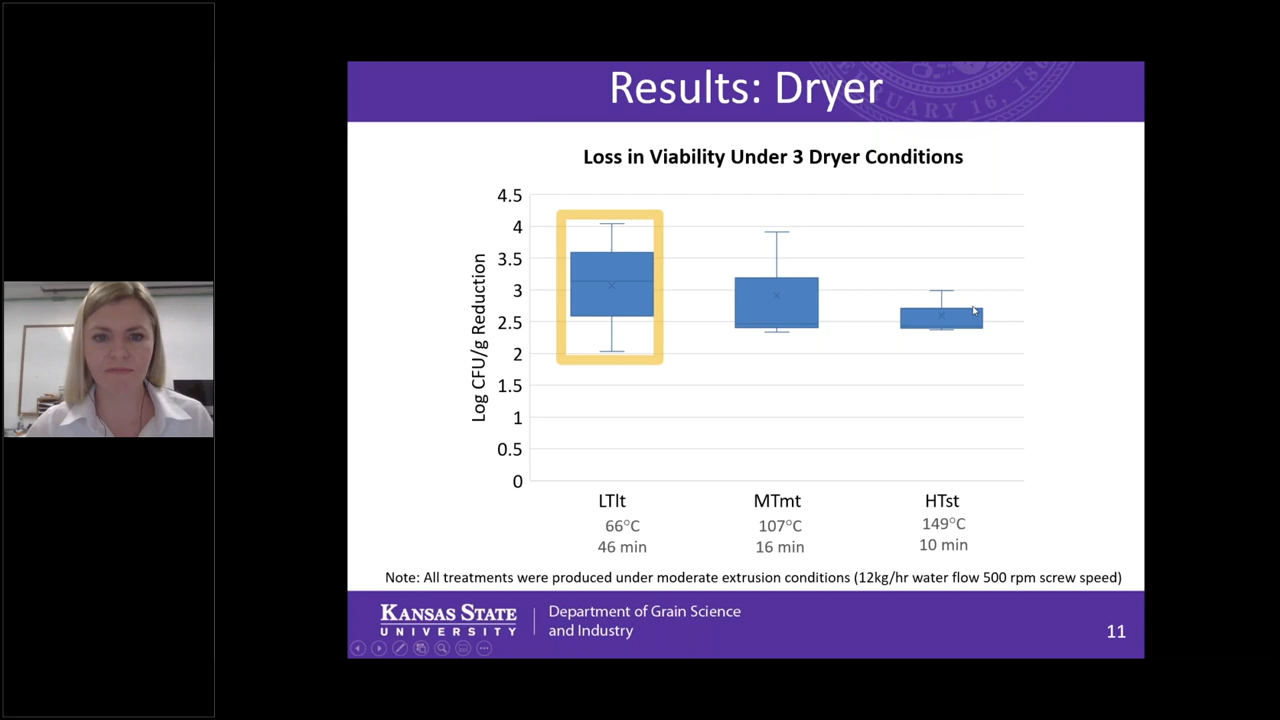 Results: Dryer
Loss in Viability Under 3 Dryer Conditions
Log CFU/g Reduction
4.5
4
3.5
3
2.5
2
1.5
1
0.5
0
LTlt MTmt HTst
66°C 107°C 149°C
46 min 16 min 10 min
Note: All treatments were produced under moderate extrusion conditions (12kg/hr water flow 500 rpm screw speed)
KANSAS STATE
UNIVERSITY
Department of Grain Science
and Industry
11
FEBRUARY 16, 186